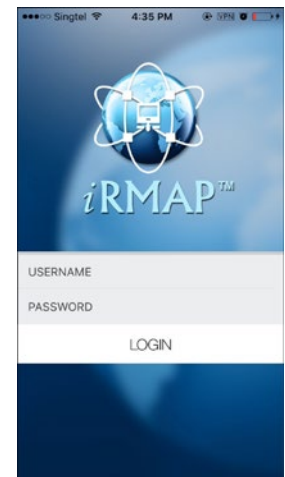 Singtel 4:35 PM VPN
iRMAP™
USERNAME
PASSWORD
LOGIN